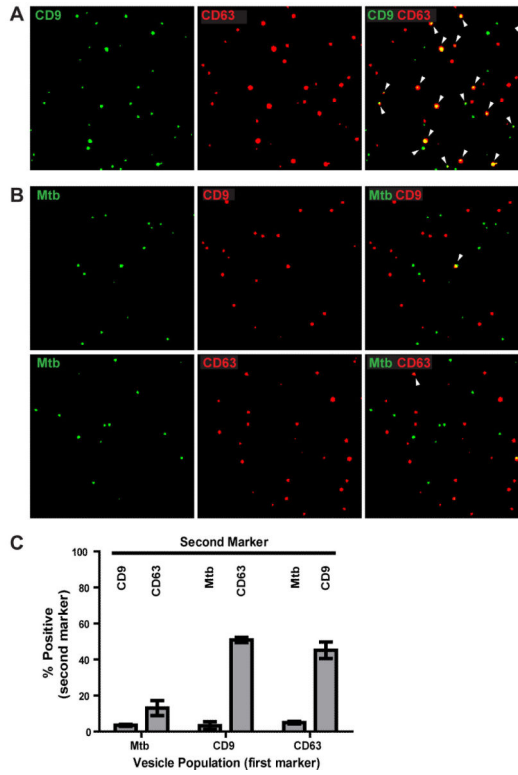 A
CD9
CD63
CD9 CD63
B
Mtb
CD9
Mtb CD9
Mtb
CD63
Mtb CD63
C
Second Marker
CD9
CD63
Mtb
CD63
Mtb
CD9
% Positive
(second marker)
100
80
60
40
20
0
Mtb
CD9
CD63
Vesicle Population (first marker)